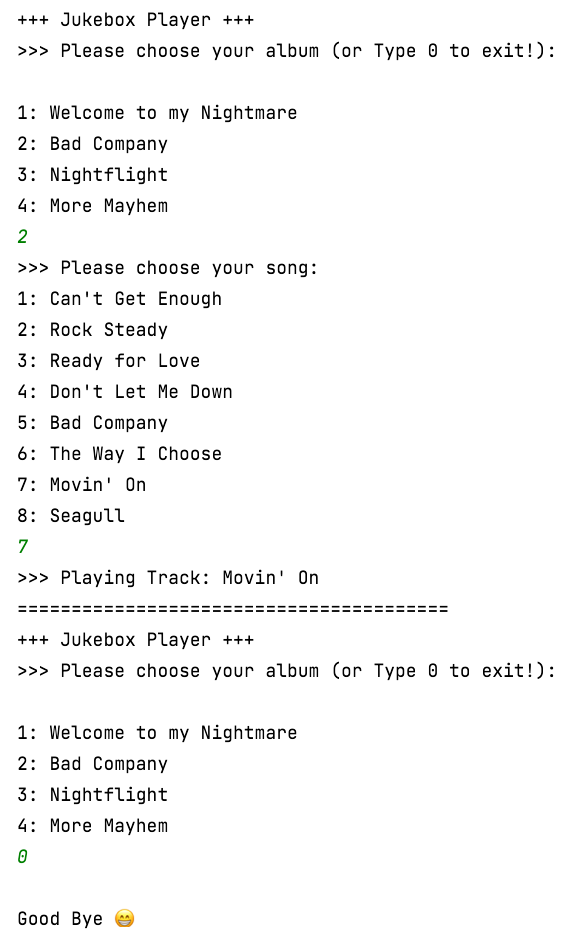 +++ Jukebox Player +++
>>> Please choose your album (or Type 0 to exit!):
1: Welcome to my Nightmare
2: Bad Company
3: Nightflight
4: More Mayhem
2
>>> Please choose your song:
1: Can't Get Enough
2: Rock Steady
3: Ready for Love
4: Don't Let Me Down
5: Bad Company
6: The Way I Choose
7: Movin' On
8: Seagull
7
>>> Playing Track: Movin' On
========================================
+++ Jukebox Player +++
>>> Please choose your album (or Type 0 to exit!):
1: Welcome to my Nightmare
2: Bad Company
3: Nightflight
4: More Mayhem
0
Good Bye 😁